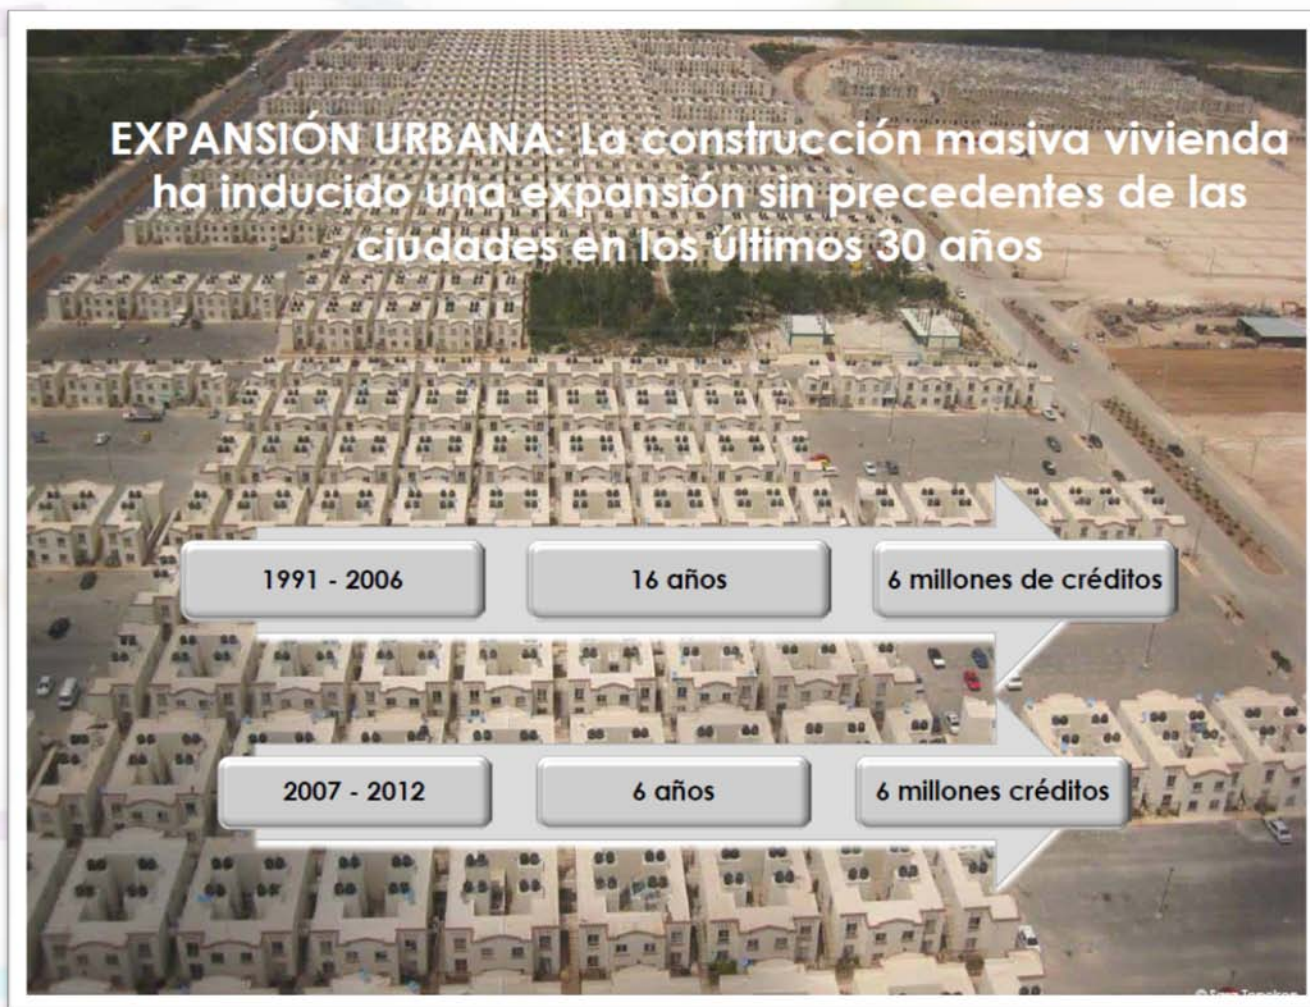 EXPANSIÓN URBANA: La construcción masiva vivienda
ha inducido una expansión sin precedentes de las
ciudades en los últimos 30 años
1991 - 2006
16 años
6 millones de créditos
2007 - 2012
6 años
6 millones créditos